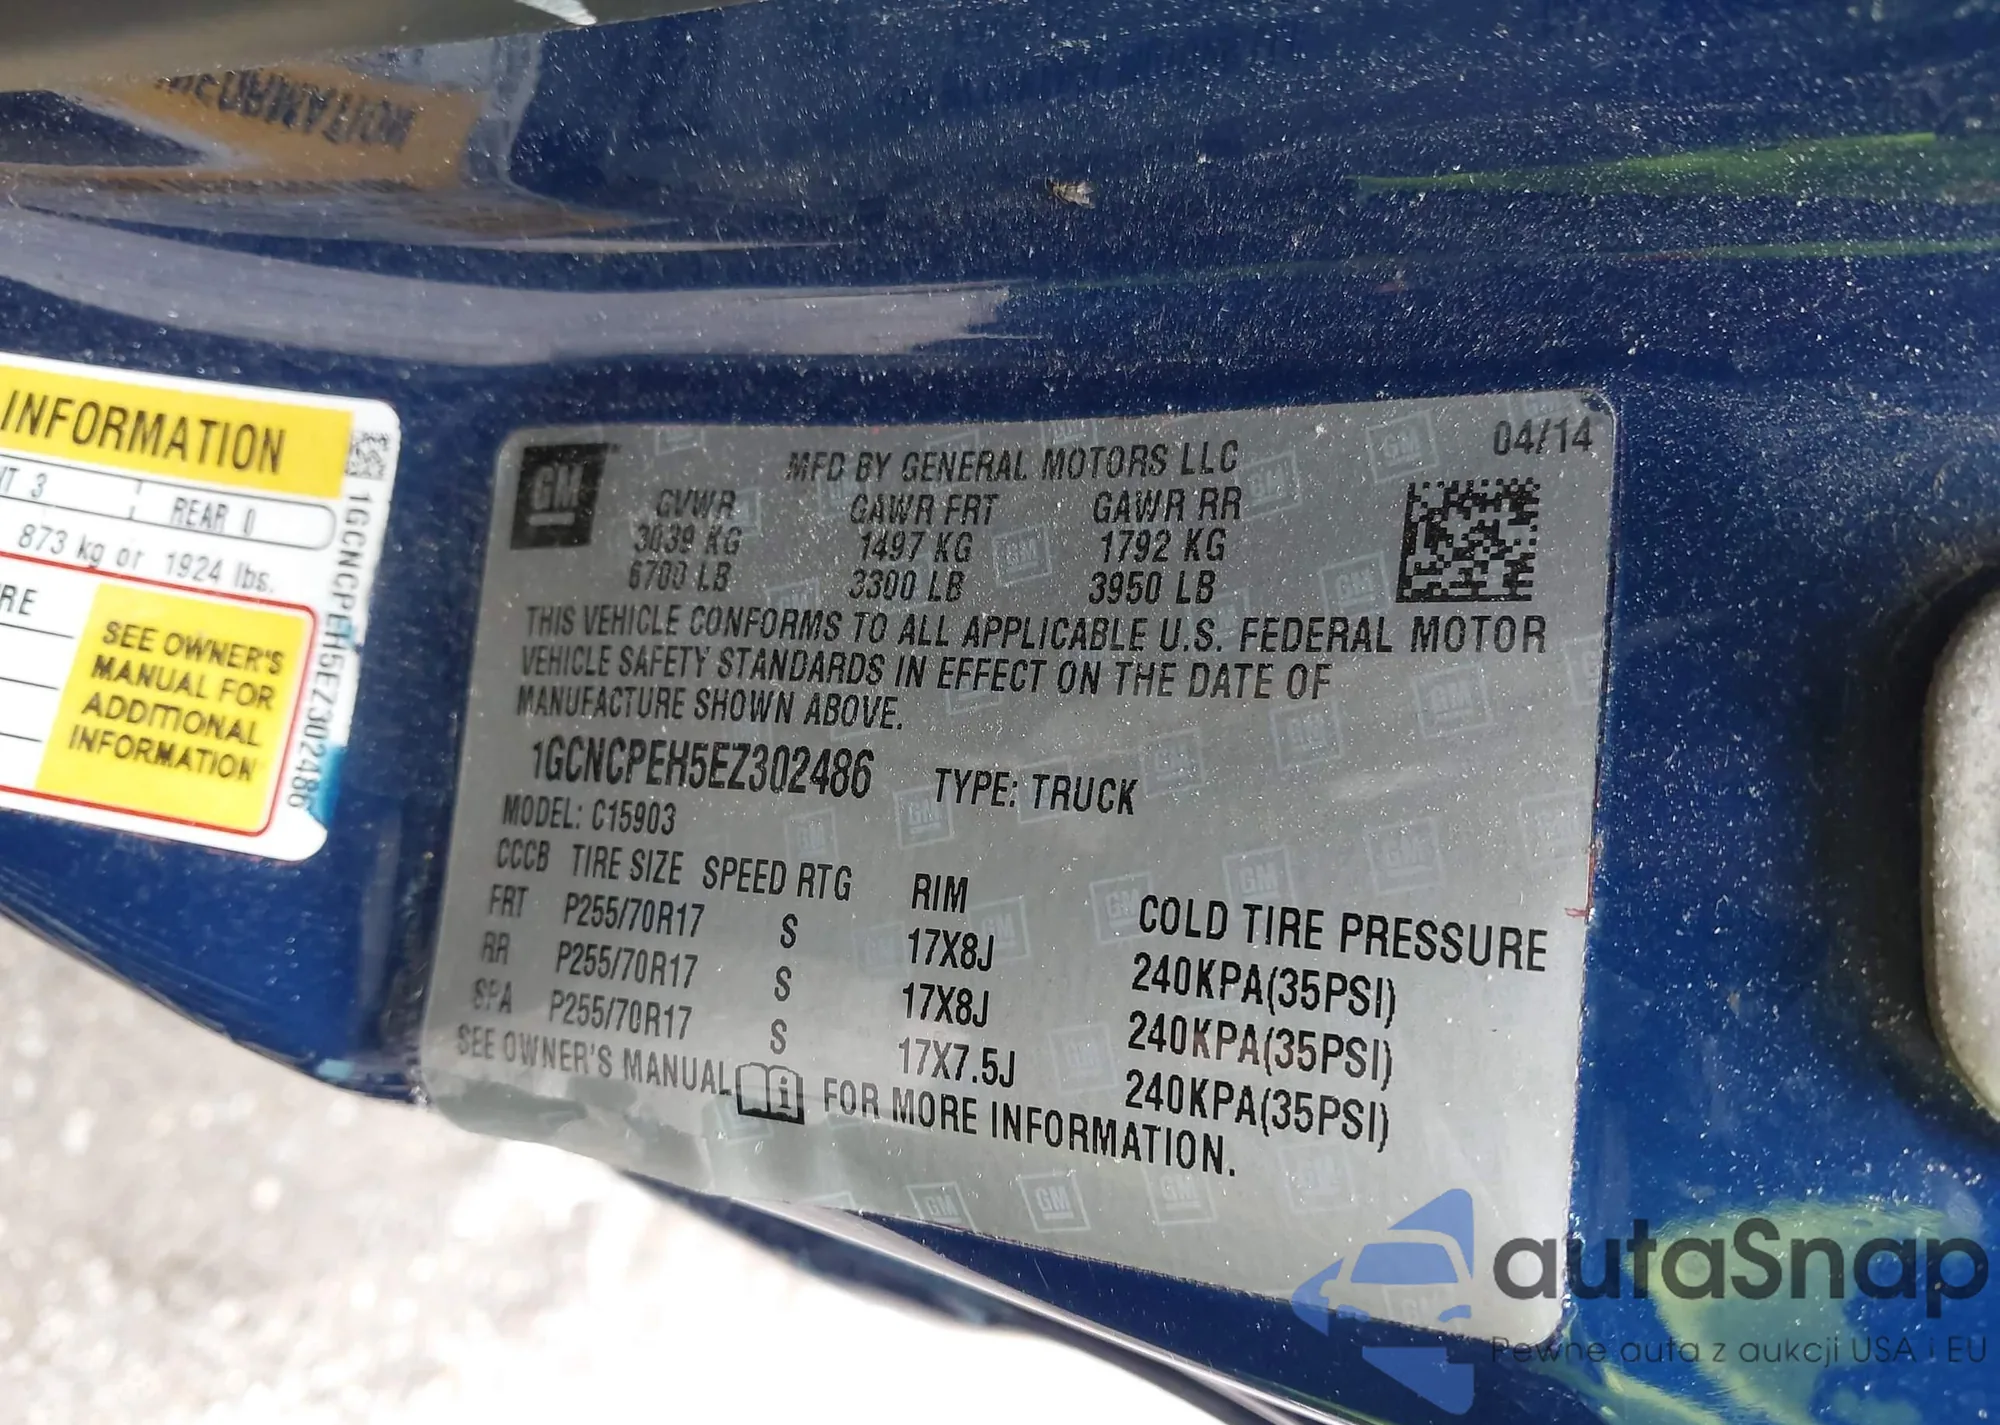 INFORMATION
NT 3
REAR 0
873 kg or 1924 lbs.
RE
SEE OWNER'S
MANUAL FOR
ADDITIONAL
INFORMATION
1GCNCPEH5EZ302486
GM
MFD BY GENERAL MOTORS LLC
04/14
GVWR GAWR FRT GAWR RR
3039 KG 1497 KG 1792 KG
6700 LB 3300 LB 3950 LB
THIS VEHICLE CONFORMS TO ALL APPLICABLE U.S. FEDERAL MOTOR
VEHICLE SAFETY STANDARDS IN EFFECT ON THE DATE OF
MANUFACTURE SHOWN ABOVE.
1GCNCPEH5EZ302486 TYPE: TRUCK
MODEL: C15903
CCCB TIRE SIZE SPEED RTG RIM COLD TIRE PRESSURE
FRT P255/70R17 S 17X8J 240KPA(35PSI)
RR P255/70R17 S 17X8J 240KPA(35PSI)
SPA P255/70R17 S 17X7.5J 240KPA(35PSI)
SEE OWNER'S MANUAL FOR MORE INFORMATION.
autaSnap
Pewne auta z aukcji USA i EU